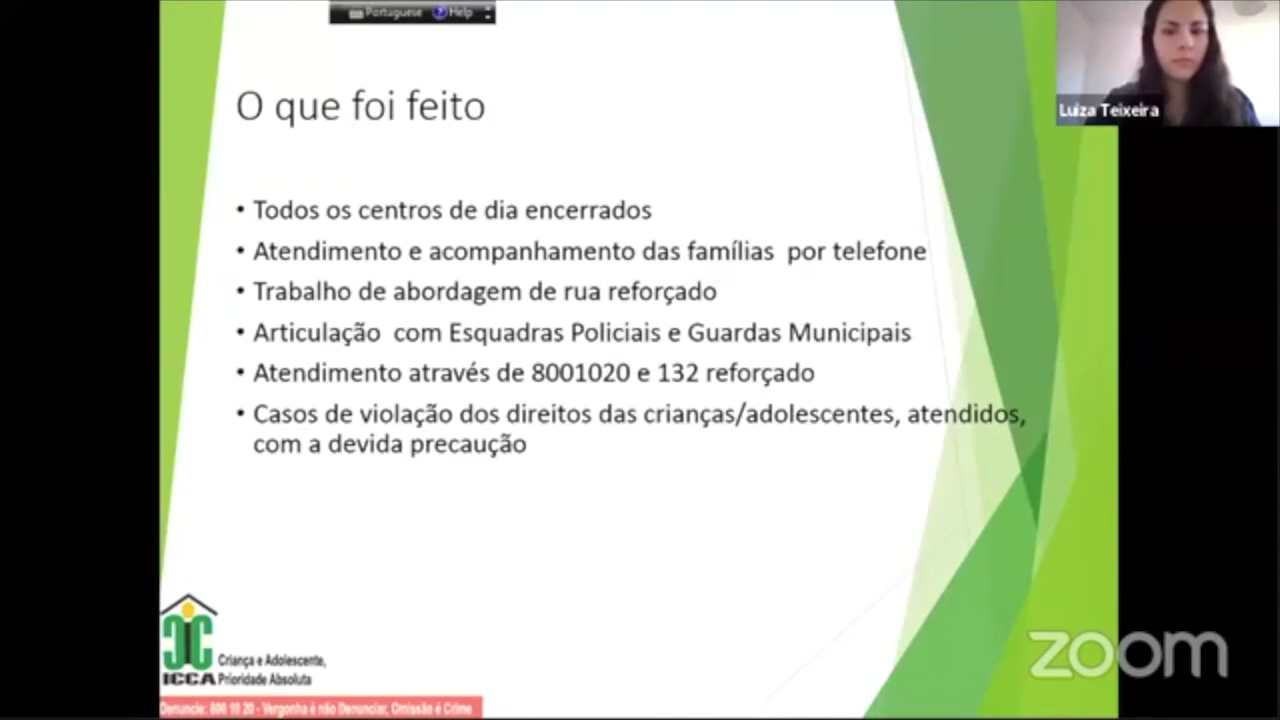 Portuguese Help
Luiza Teixeira
O que foi feito
• Todos os centros de dia encerrados
• Atendimento e acompanhamento das famílias por telefone
• Trabalho de abordagem de rua reforçado
• Articulação com Esquadras Policiais e Guardas Municipais
• Atendimento através de 8001020 e 132 reforçado
• Casos de violação dos direitos das crianças/adolescentes, atendidos,
com a devida precaução
Criança e Adolescente,
ICCA Prioridade Absoluta
Denuncie: 800 10 20 - Vergonha é não Denunciar, Omissão é Crime
zoom